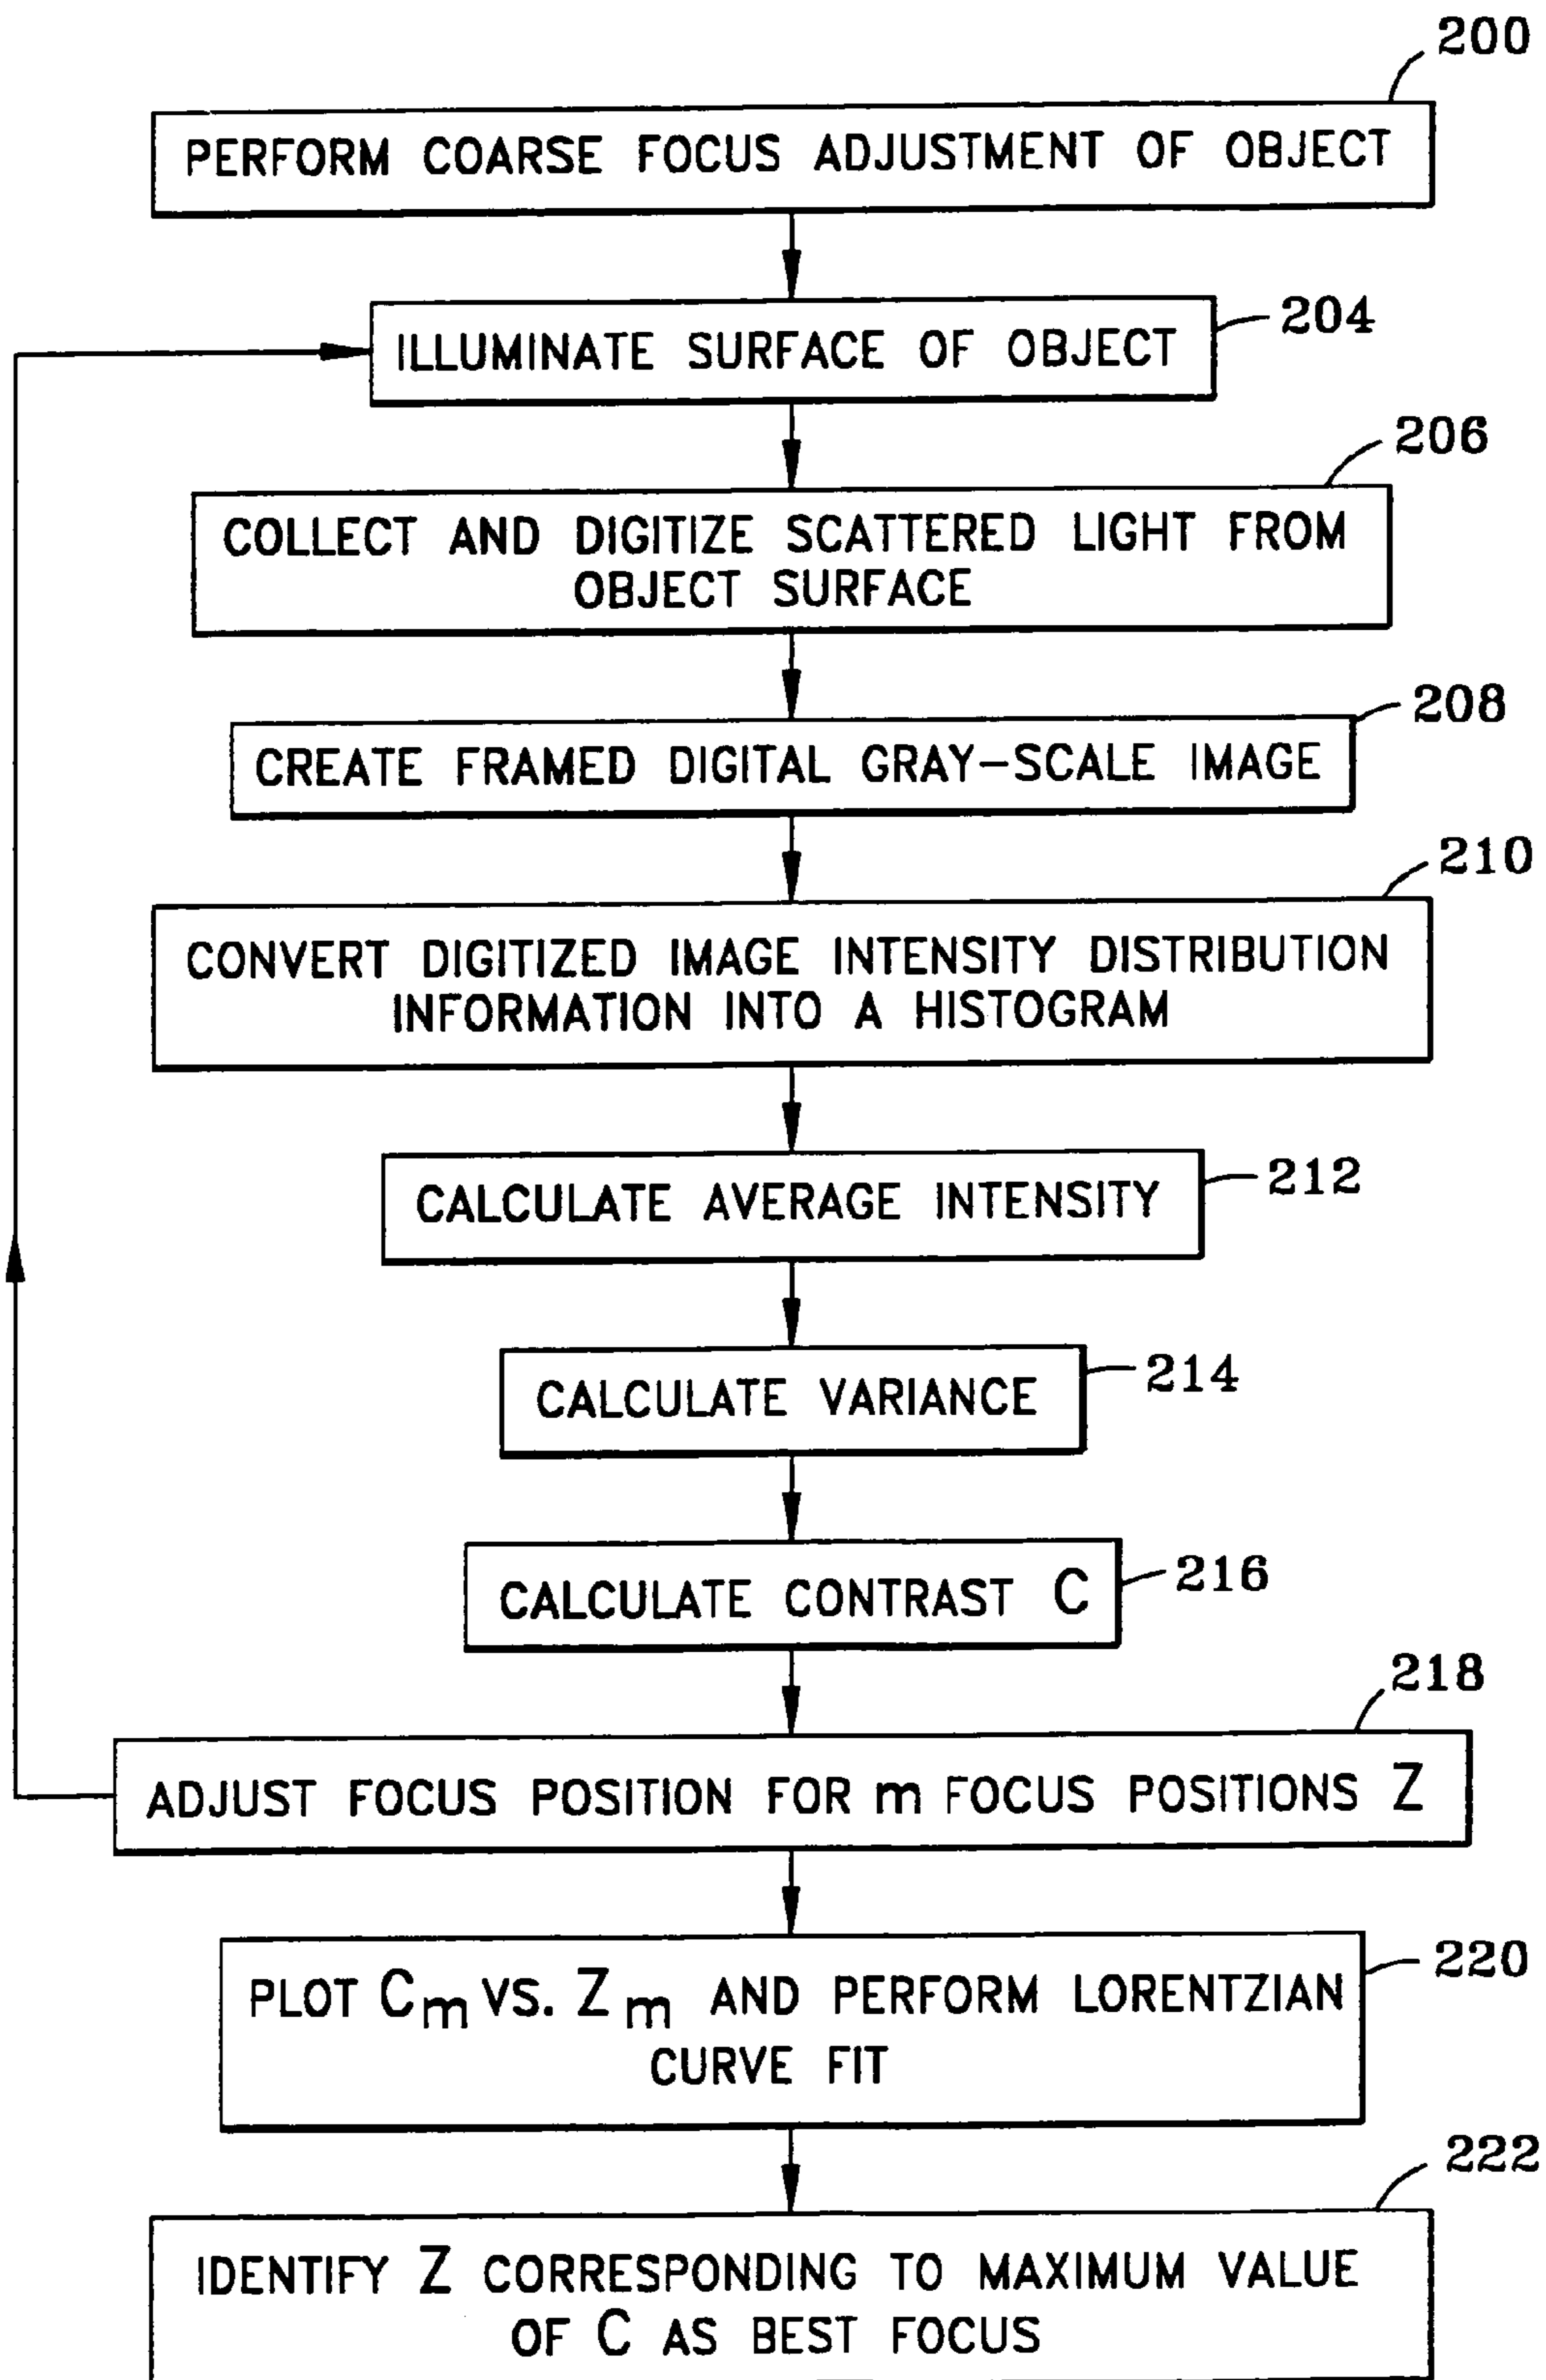 200
PERFORM COARSE FOCUS ADJUSTMENT OF OBJECT
204
ILLUMINATE SURFACE OF OBJECT
206
COLLECT AND DIGITIZE SCATTERED LIGHT FROM
OBJECT SURFACE
208
CREATE FRAMED DIGITAL GRAY-SCALE IMAGE
210
CONVERT DIGITIZED IMAGE INTENSITY DISTRIBUTION
INFORMATION INTO A HISTOGRAM
212
CALCULATE AVERAGE INTENSITY
214
CALCULATE VARIANCE
216
CALCULATE CONTRAST C
218
ADJUST FOCUS POSITION FOR m FOCUS POSITIONS Z
220
PLOT Cm VS. Zm AND PERFORM LORENTZIAN
CURVE FIT
222
IDENTIFY Z CORRESPONDING TO MAXIMUM VALUE
OF C AS BEST FOCUS